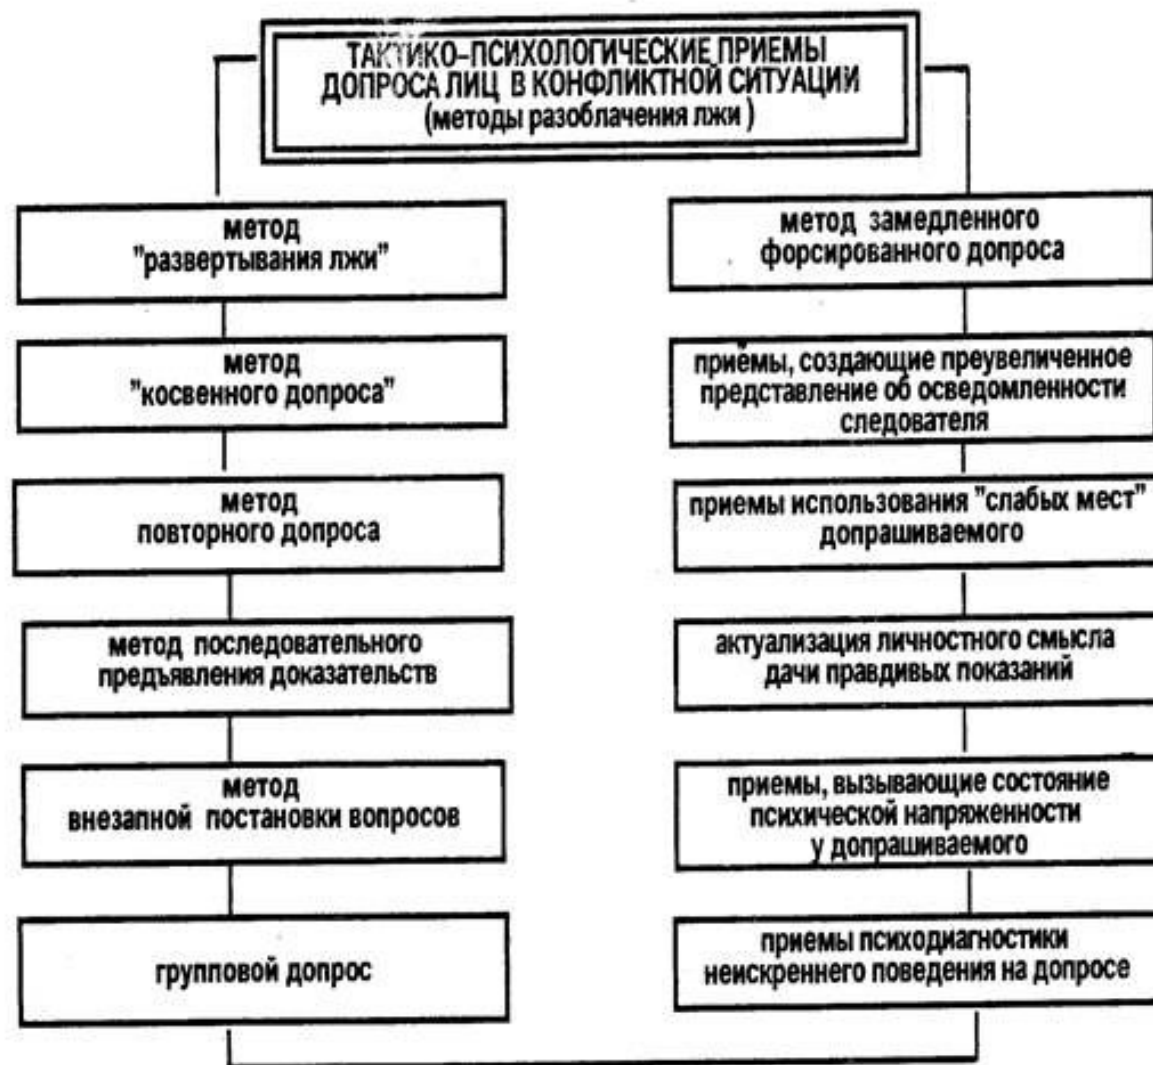 ТАКТИКО-ПСИХОЛОГИЧЕСКИЕ ПРИЕМЫ
ДОПРОСА ЛИЦ В КОНФЛИКТНОЙ СИТУАЦИИ
(методы разоблачения лжи )
метод
"развертывания лжи"
метод
"косвенного допроса"
метод
повторного допроса
метод последовательного
предъявления доказательств
метод
внезапной постановки вопросов
групповой допрос
метод замедленного
форсированного допроса
приёмы, создающие преувеличенное
представление об осведомленности
следователя
приемы использования "слабых мест"
допрашиваемого
актуализация личностного смысла
дачи правдивых показаний
приемы, вызывающие состояние
психической напряженности
у допрашиваемого
приемы психодиагностики
неискреннего поведения на допросе